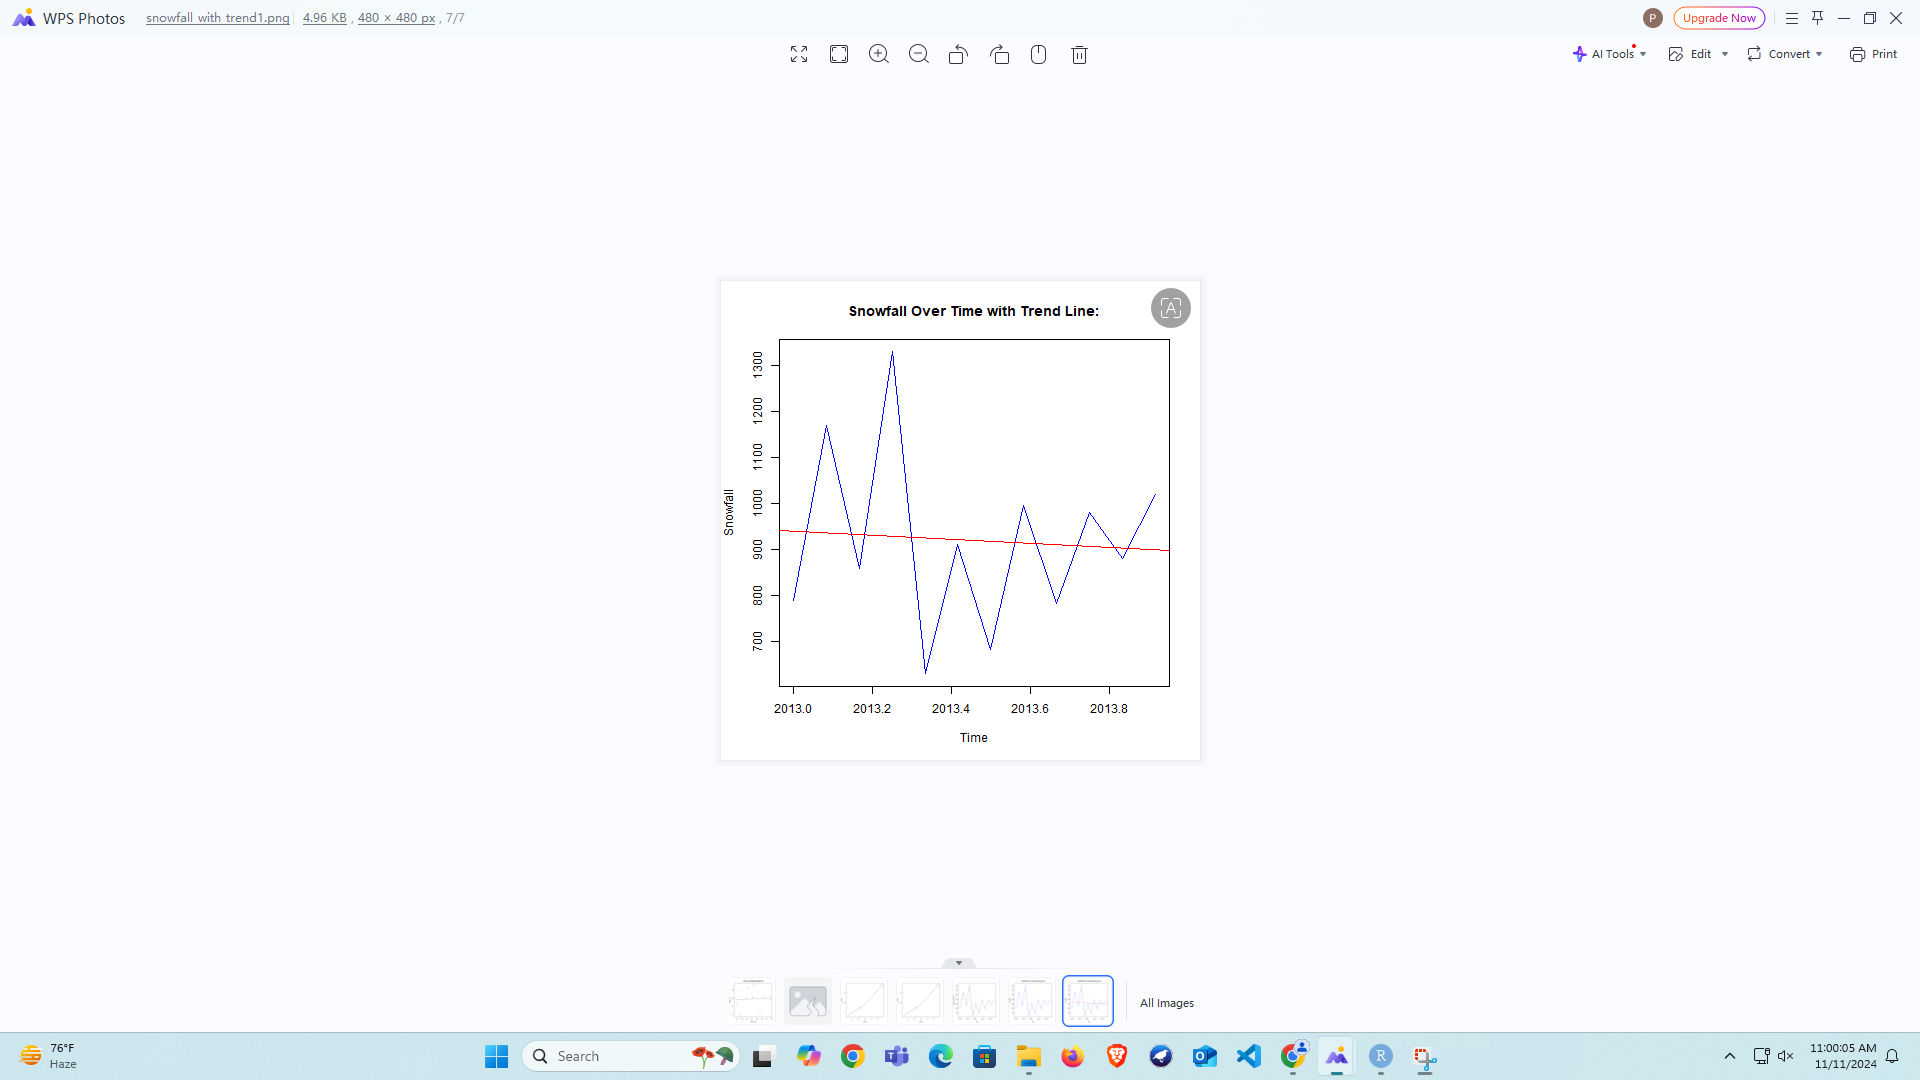 WPS Photos snowfall with trend1.png 4.96 KB , 480 × 480 px , 7/7 P Upgrade Now
AI Tools Edit Convert Print
Snowfall Over Time with Trend Line:
A
1300
1200
1100
1000
900
800
700
Snowfall
2013.0 2013.2 2013.4 2013.6 2013.8
Time
All Images
76°F
Haze
Search
11:00:05 AM
11/11/2024